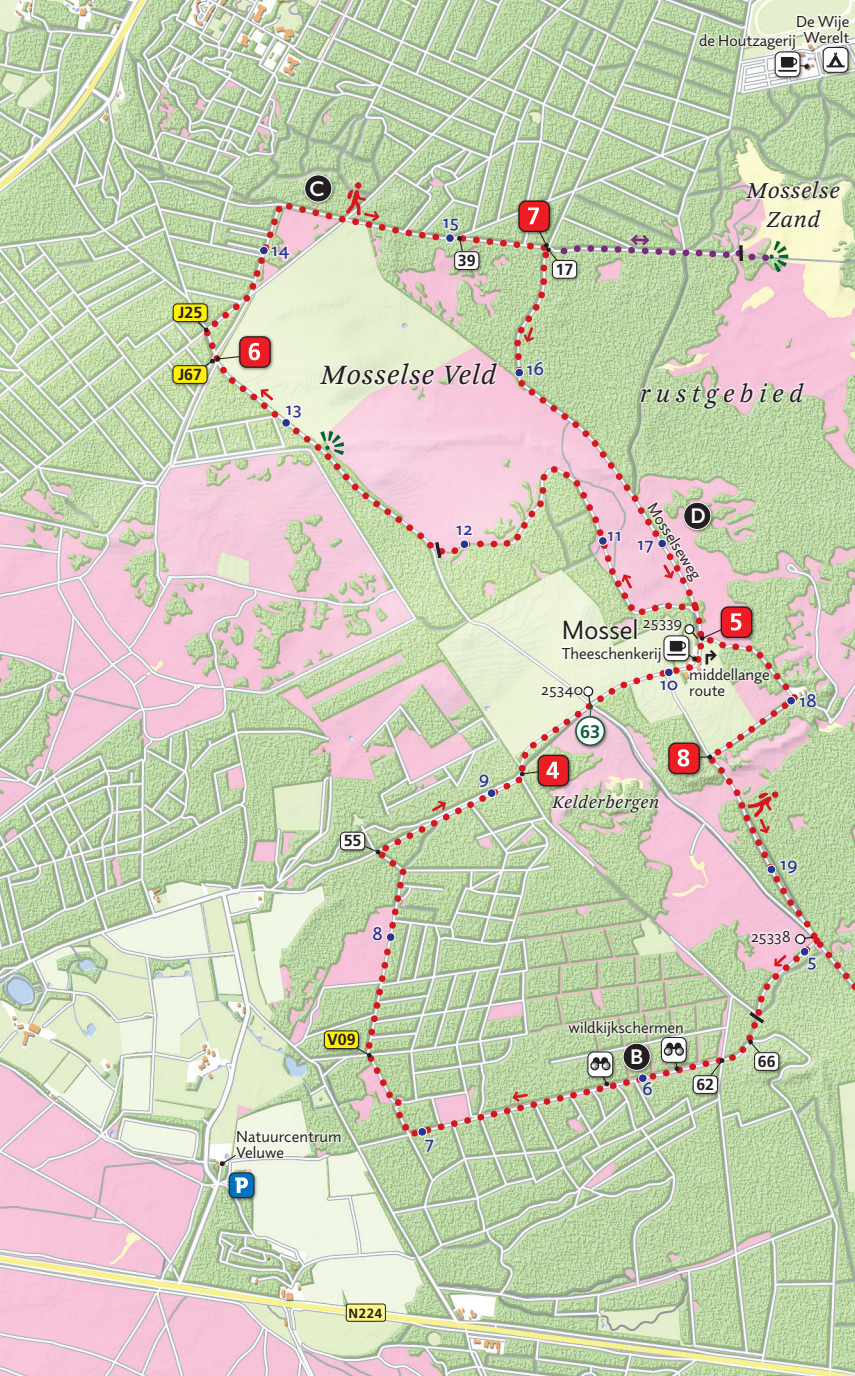 De Wije
Werelt
de Houtzagerij
C
Mosselse
Zand
7
15
39
17
14
J25
6
J67
Mosselse Veld
16
rustgebied
13
12
11
D
Mosselseweg
17
Mossel
25339
5
Theeschenkerij
middellange
route
10
25340
18
63
8
4
9
Kelderbergen
55
19
8
25338
5
wildkijkschermen
V09
B
66
6
62
7
Natuurcentrum
Veluwe
P
N224